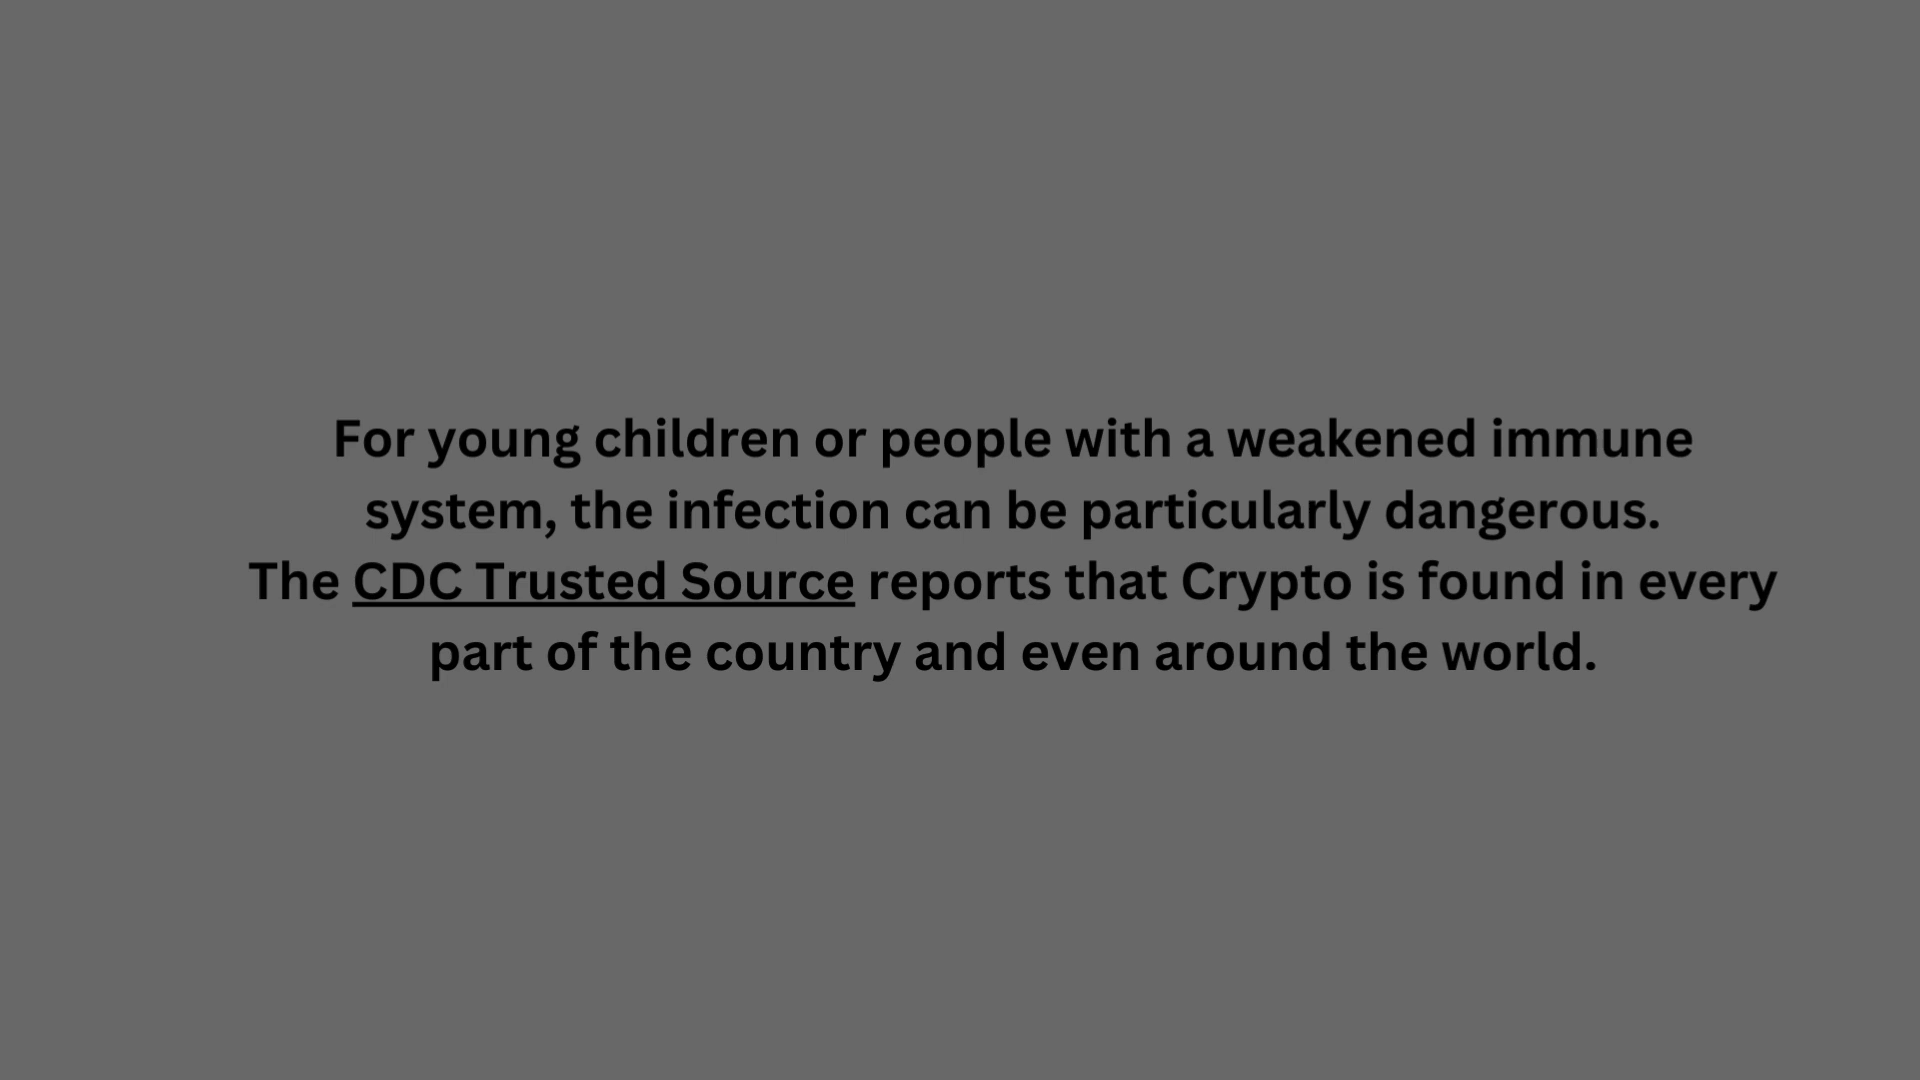 For young children or people with a weakened immune
system, the infection can be particularly dangerous.
The CDC Trusted Source reports that Crypto is found in every
part of the country and even around the world.